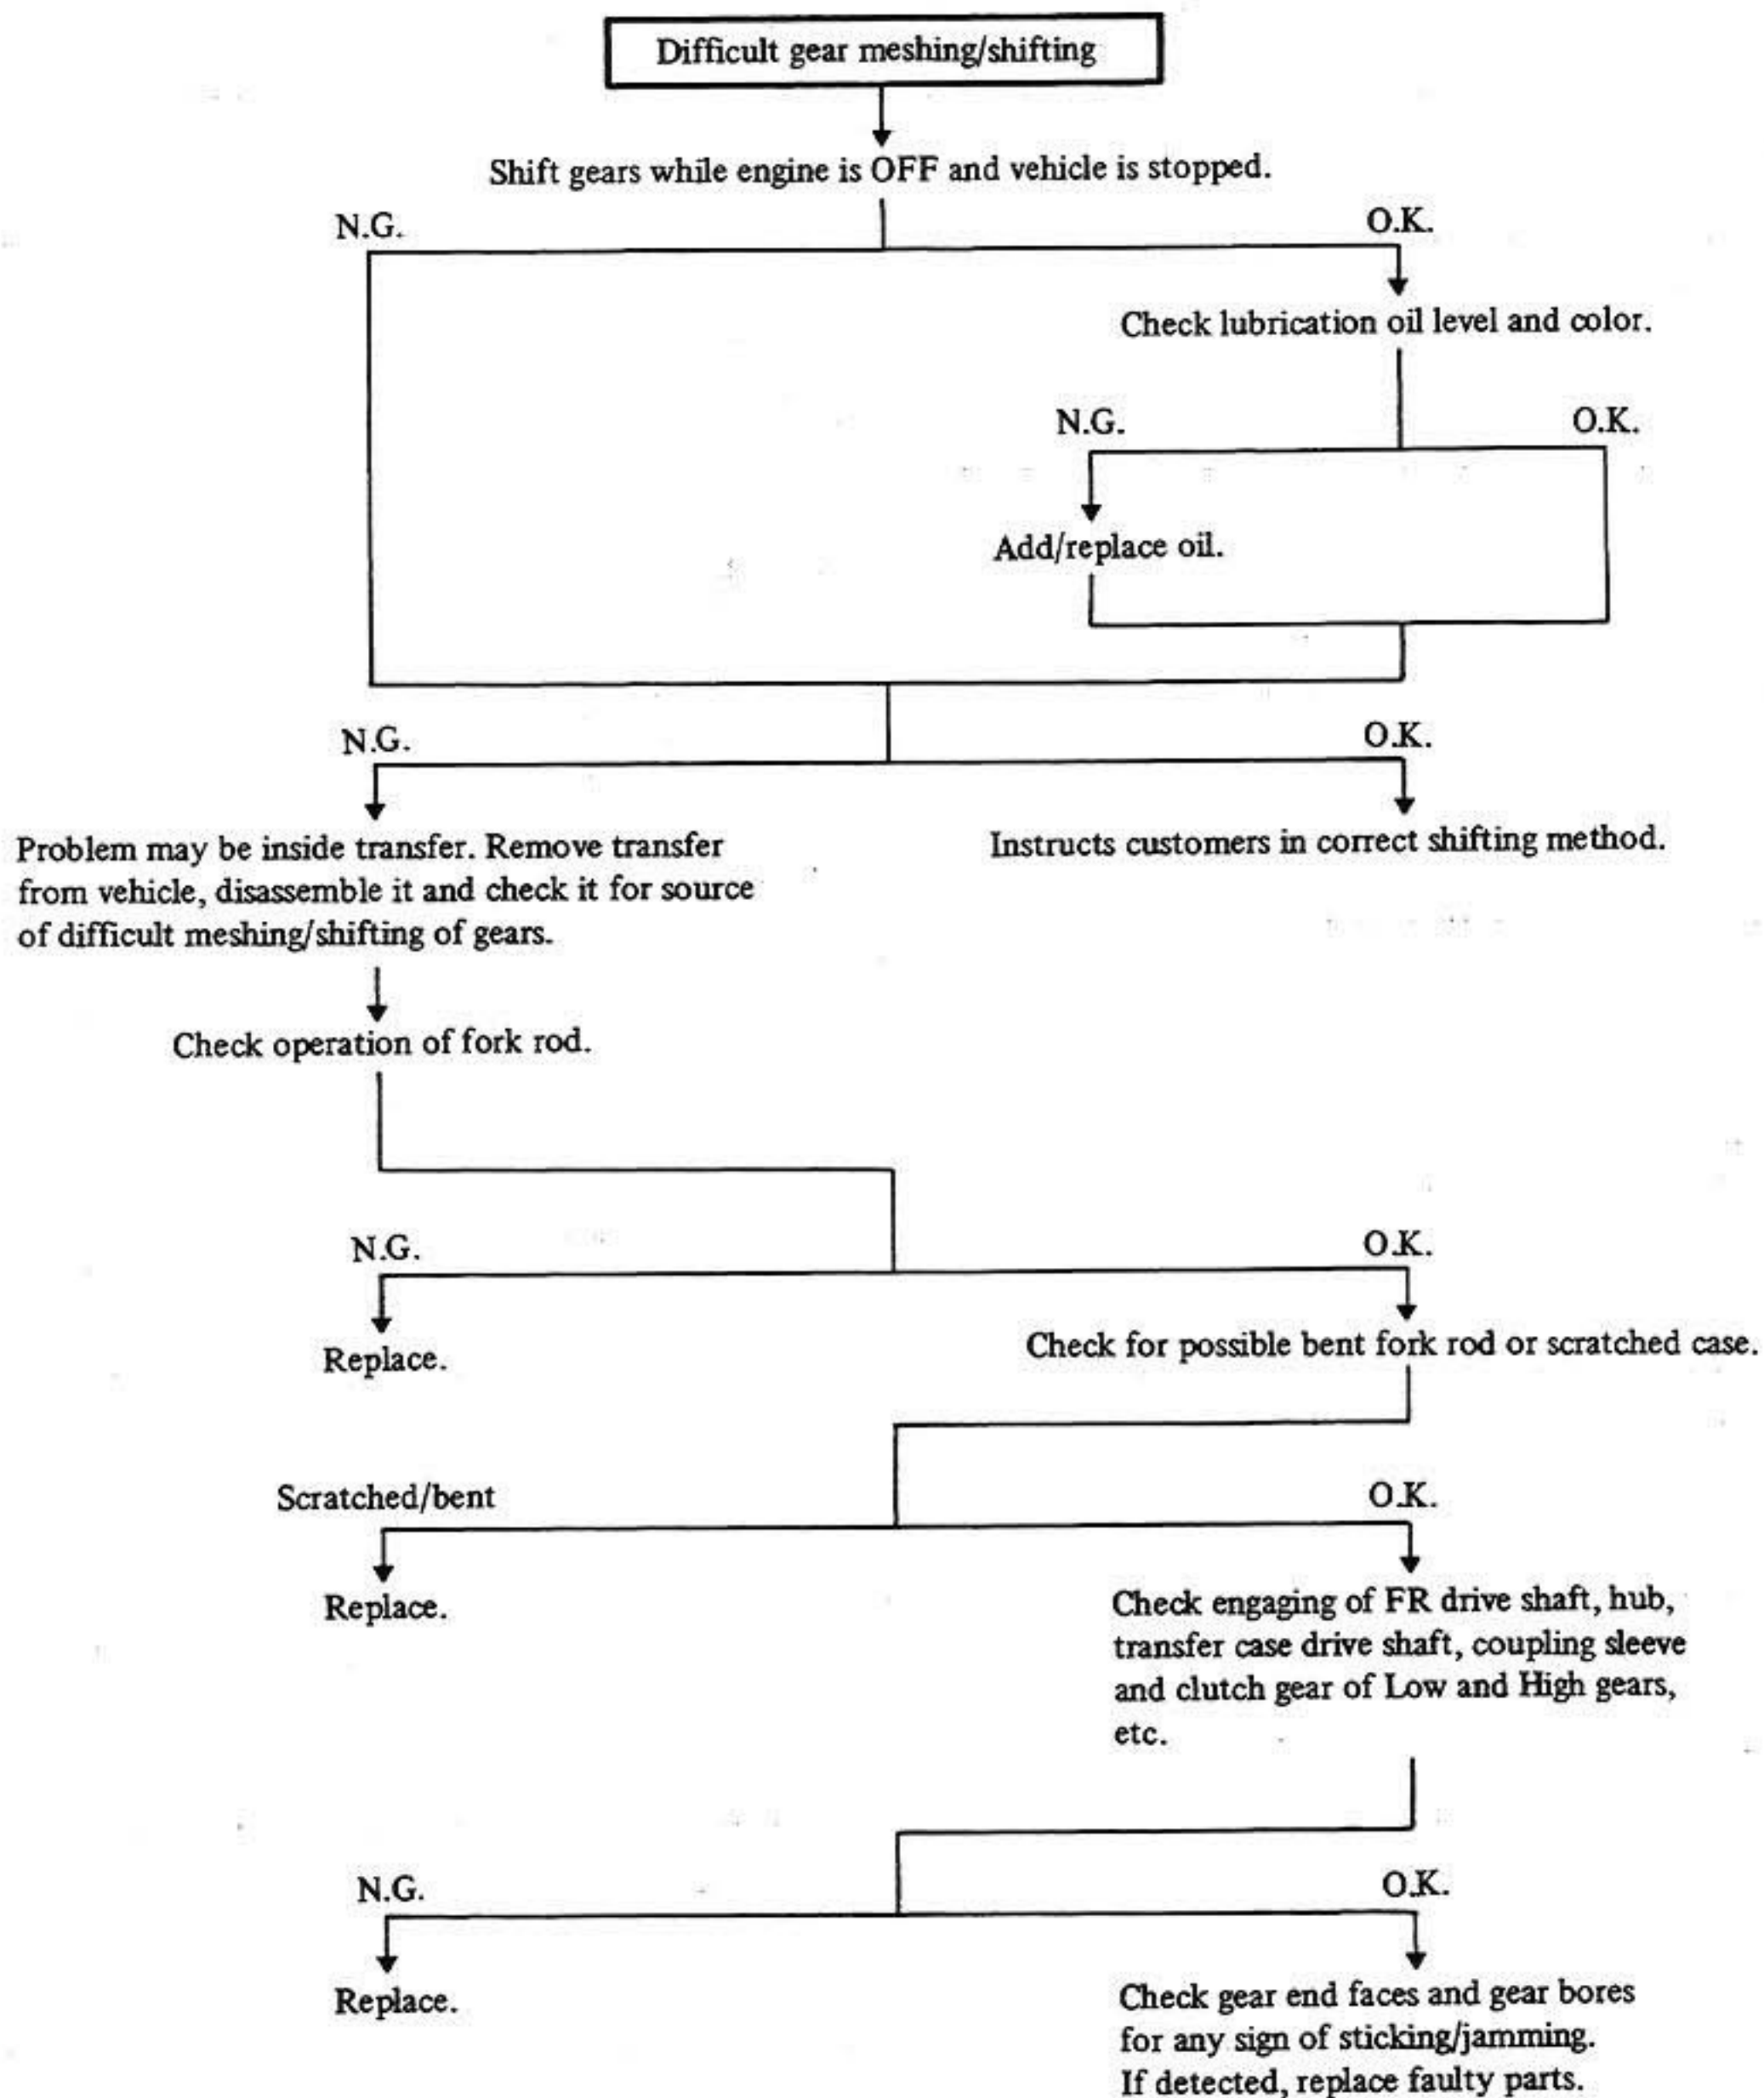 Difficult gear meshing/shifting
Shift gears while engine is OFF and vehicle is stopped.
N.G.
O.K.
Check lubrication oil level and color.
N.G.
O.K.
Add/replace oil.
N.G.
O.K.
Problem may be inside transfer. Remove transfer
from vehicle, disassemble it and check it for source
of difficult meshing/shifting of gears.
Instructs customers in correct shifting method.
Check operation of fork rod.
N.G.
O.K.
Replace.
Check for possible bent fork rod or scratched case.
Scratched/bent
O.K.
Replace.
Check engaging of FR drive shaft, hub,
transfer case drive shaft, coupling sleeve
and clutch gear of Low and High gears,
etc.
N.G.
O.K.
Replace.
Check gear end faces and gear bores
for any sign of sticking/jamming.
If detected, replace faulty parts.